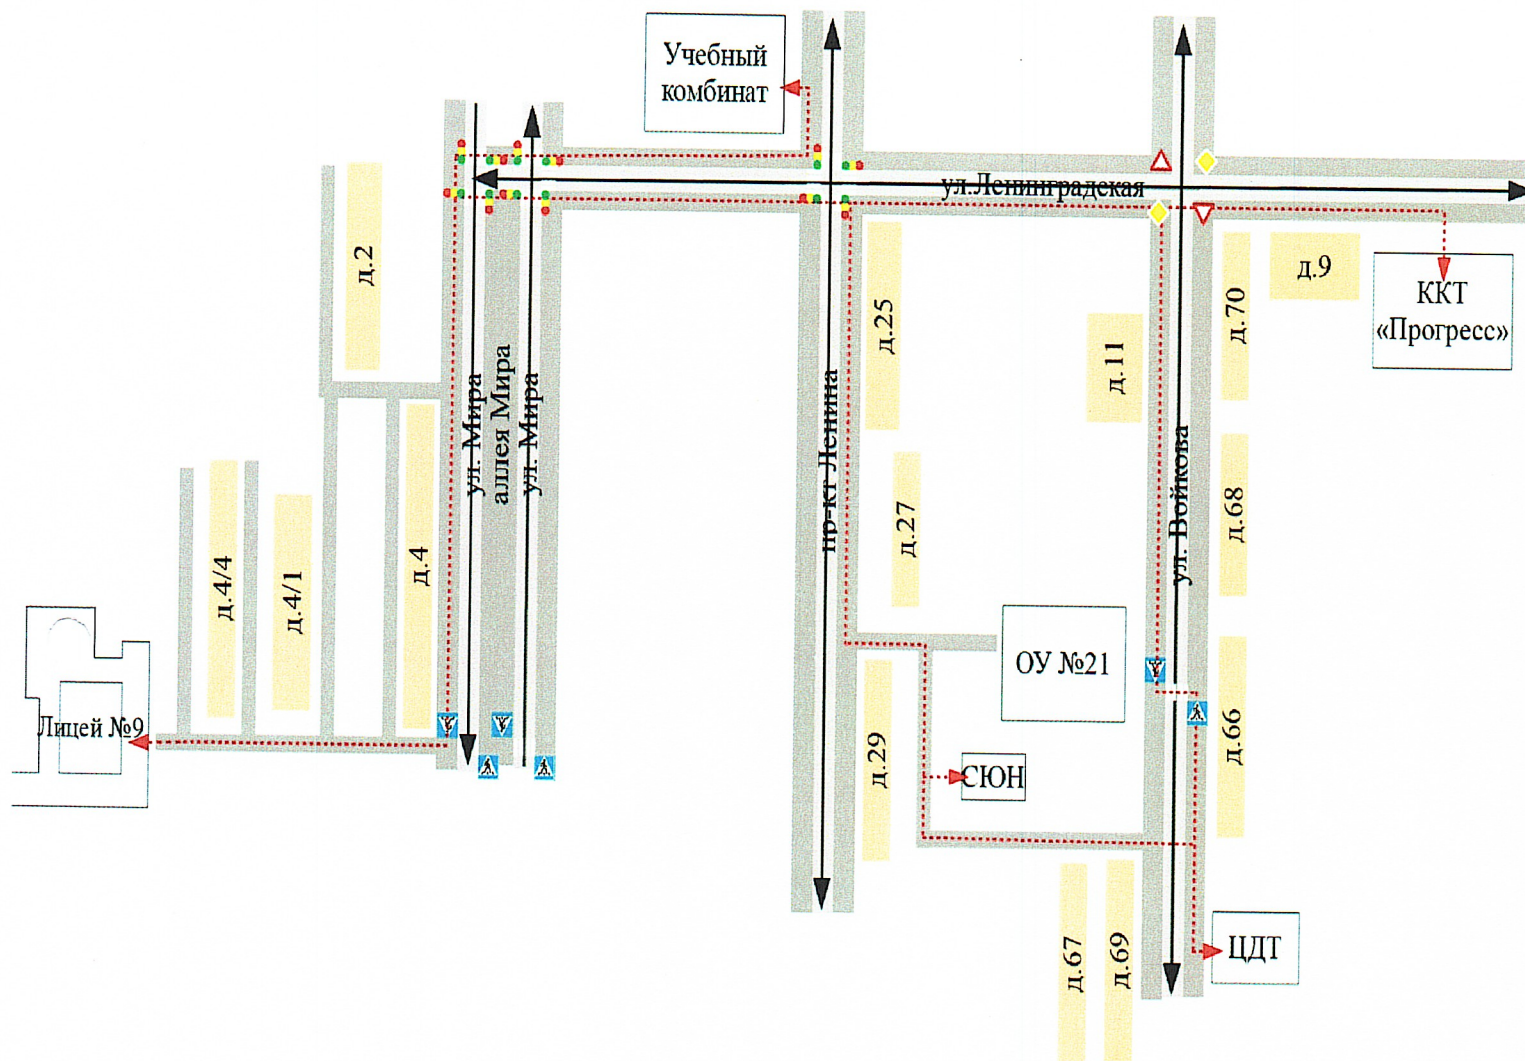 Учебный
комбинат
ул.Ленинградская
д.2
д.25
д.11
д.70
д.9
ККТ
«Прогресс»
ул. Мира
аллея Мира
ул. Мира
пр-кт Ленина
ул. Войкова
д.4/4
д.4/1
д.4
д.27
д.68
Лицей №9
ОУ №21
д.29
СЮН
д.66
д.67
д.69
ЦДТ